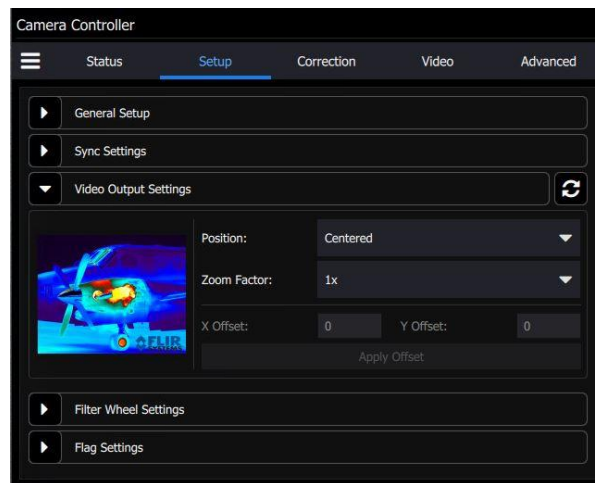 Camera Controller
Status Setup Correction Video Advanced
General Setup
Sync Settings
Video Output Settings
Position: Centered
Zoom Factor: 1x
X Offset: 0 Y Offset: 0
Apply Offset
FLIR
SYSTEMS
Filter Wheel Settings
Flag Settings